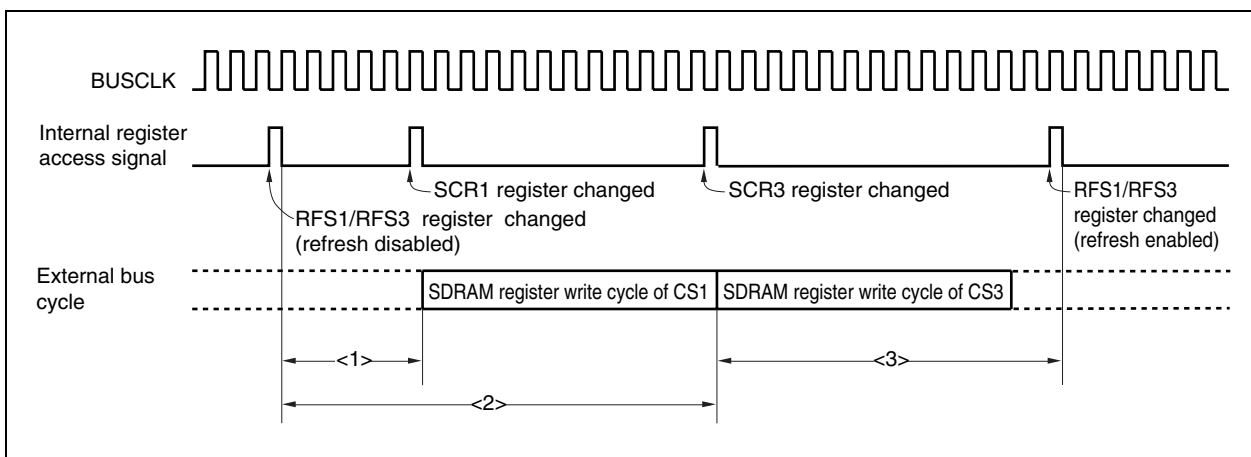 BUSCLK
Internal register
access signal
SCR1 register changed
SCR3 register changed
RFS1/RFS3 register changed
(refresh disabled)
RFS1/RFS3
register changed
(refresh enabled)
External bus
cycle
SDRAM register write cycle of CS1
SDRAM register write cycle of CS3
<1>
<3>
<2>